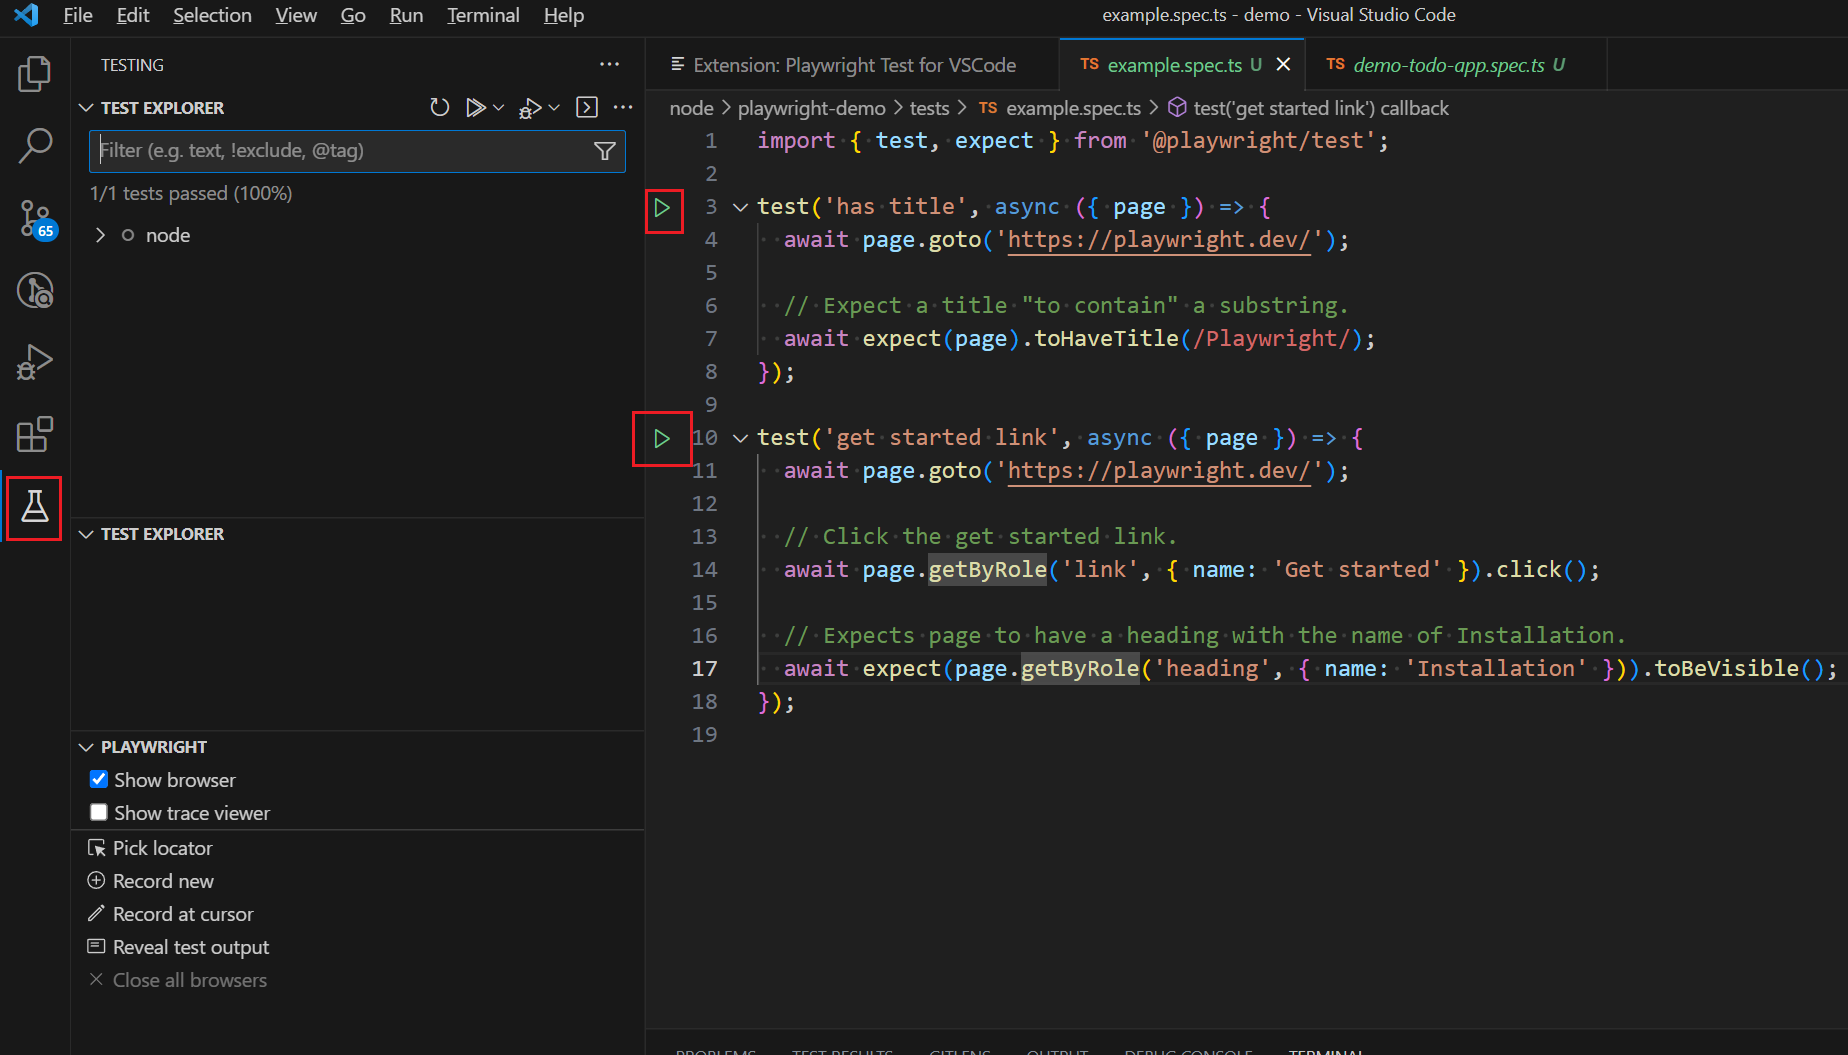 File Edit Selection View Go Run Terminal Help
example.spec.ts - demo - Visual Studio Code
TESTING
TEST EXPLORER
Filter (e.g. text, !exclude, @tag)
1/1 tests passed (100%)
node
65
TEST EXPLORER
PLAYWRIGHT
Show browser
Show trace viewer
Pick locator
Record new
Record at cursor
Reveal test output
Close all browsers
Extension: Playwright Test for VSCode
TS example.spec.ts U
TS demo-todo-app.spec.ts U
node > playwright-demo > tests > TS example.spec.ts > test('get started link') callback
1 import { test, expect } from '@playwright/test';
2
3 test('has title', async ({ page }) => {
4 await page.goto('https://playwright.dev/');
5
6 // Expect a title "to contain" a substring.
7 await expect(page).toHaveTitle(/Playwright/);
8 });
9
10 test('get started link', async ({ page }) => {
11 await page.goto('https://playwright.dev/');
12
13 // Click the get started link.
14 await page.getByRole('link', { name: 'Get started' }).click();
15
16 // Expects page to have a heading with the name of Installation.
17 await expect(page.getByRole('heading', { name: 'Installation' })).toBeVisible();
18 });
19
PROBLEMS TEST RESULTS GITLENS OUTPUT DEBUG CONSOLE TERMINAL